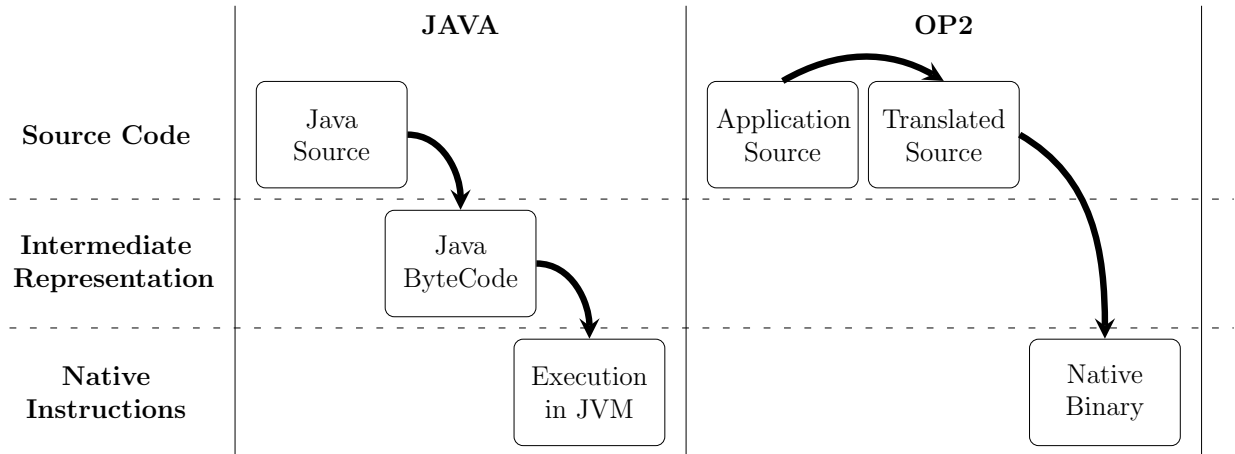 JAVA
OP2
Source Code
Java
Source
Application
Source
Translated
Source
Intermediate
Representation
Java
ByteCode
Native
Instructions
Execution
in JVM
Native
Binary